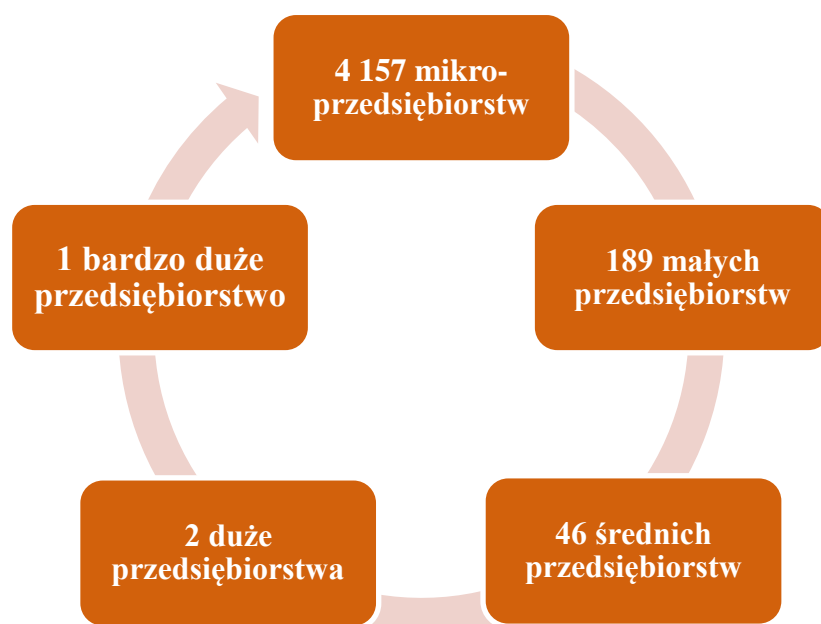 4 157 mikro-
przedsiębiorstw
189 małych
przedsiębiorstw
46 średnich
przedsiębiorstw
2 duże
przedsiębiorstwa
1 bardzo duże
przedsiębiorstwo